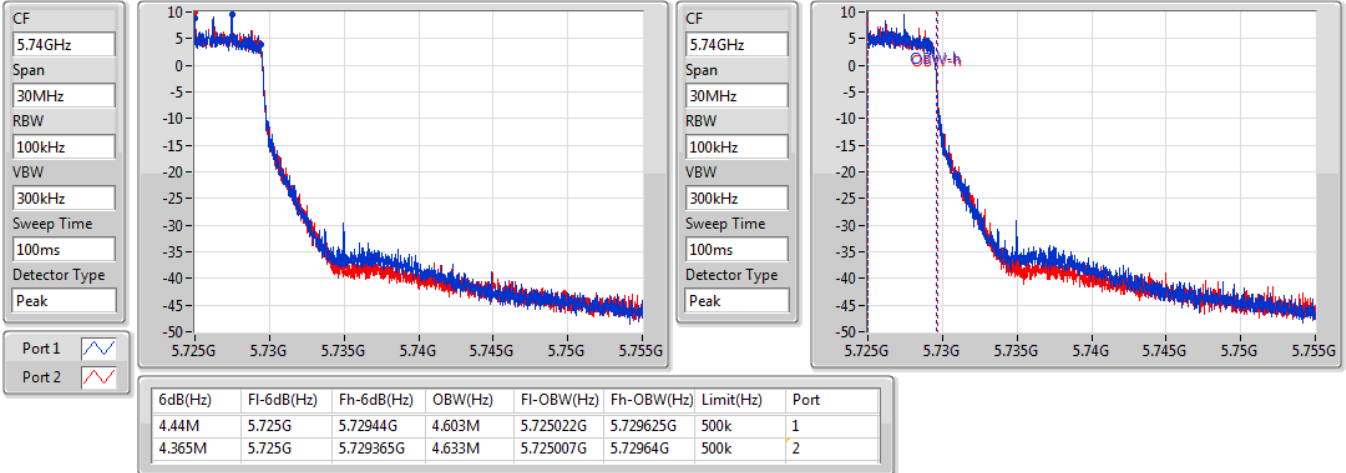 CF
5.74GHz
Span
30MHz
RBW
100kHz
VBW
300kHz
Sweep Time
100ms
Detector Type
Peak
10
5
0
-5
-10
-15
-20
-25
-30
-35
-40
-45
-50
5.725G 5.73G 5.735G 5.74G 5.745G 5.75G 5.755G
CF
5.74GHz
Span
30MHz
RBW
100kHz
VBW
300kHz
Sweep Time
100ms
Detector Type
Peak
10
5
0
-5
-10
-15
-20
-25
-30
-35
-40
-45
-50
OBW-h
5.725G 5.73G 5.735G 5.74G 5.745G 5.75G 5.755G
Port 1
Port 2
6dB(Hz) Fl-6dB(Hz) Fh-6dB(Hz) OBW(Hz) Fl-OBW(Hz) Fh-OBW(Hz) Limit(Hz) Port
4.44M 5.725G 5.72944G 4.603M 5.725022G 5.729625G 500k 1
4.365M 5.725G 5.729365G 4.633M 5.725007G 5.72964G 500k 2